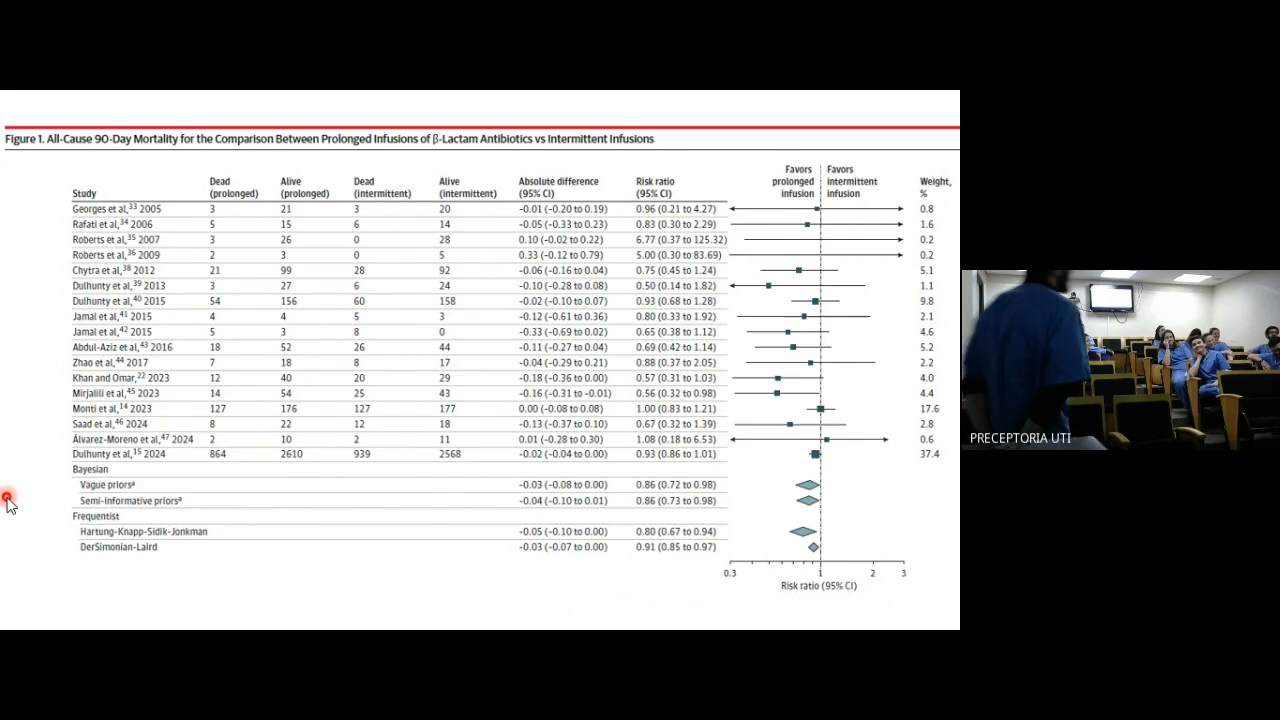 Figure 1. All-Cause 90-Day Mortality for the Comparison Between Prolonged Infusions of β-Lactam Antibiotics vs Intermittent Infusions
Study Dead (prolonged) Alive (prolonged) Dead (intermittent) Alive (intermittent) Absolute difference (95% CI) Risk ratio (95% CI) Favors prolonged infusion Favors intermittent infusion Weight, %
Georges et al,33 2005 3 21 3 20 -0.01 (-0.20 to 0.19) 0.96 (0.21 to 4.27) 0.8
Rafati et al,34 2006 5 15 6 14 -0.05 (-0.33 to 0.23) 0.83 (0.30 to 2.29) 1.6
Roberts et al,35 2007 3 26 0 28 0.10 (-0.02 to 0.22) 6.77 (0.37 to 125.32) 0.2
Roberts et al,36 2009 2 3 0 5 0.33 (-0.12 to 0.79) 5.00 (0.30 to 83.69) 0.2
Chytra et al,38 2012 21 99 28 92 -0.06 (-0.16 to 0.04) 0.75 (0.45 to 1.24) 5.1
Dulhunty et al,39 2013 3 27 6 24 -0.10 (-0.28 to 0.08) 0.50 (0.14 to 1.82) 1.1
Dulhunty et al,40 2015 54 156 60 158 -0.02 (-0.10 to 0.07) 0.93 (0.68 to 1.28) 9.8
Jamal et al,41 2015 4 4 5 3 -0.12 (-0.61 to 0.36) 0.80 (0.33 to 1.92) 2.1
Jamal et al,42 2015 5 3 8 0 -0.33 (-0.69 to 0.02) 0.65 (0.38 to 1.12) 4.6
Abdul-Aziz et al,43 2016 18 52 26 44 -0.11 (-0.27 to 0.04) 0.69 (0.42 to 1.14) 5.2
Zhao et al,44 2017 7 18 8 17 -0.04 (-0.29 to 0.21) 0.88 (0.37 to 2.05) 2.2
Khan and Omar,22 2023 12 40 20 29 -0.18 (-0.36 to 0.00) 0.57 (0.31 to 1.03) 4.0
Mirjalili et al,45 2023 14 54 25 43 -0.16 (-0.31 to -0.01) 0.56 (0.32 to 0.98) 4.4
Monti et al,14 2023 127 176 127 177 0.00 (-0.08 to 0.08) 1.00 (0.83 to 1.21) 17.6
Saad et al,46 2024 8 22 12 18 -0.13 (-0.37 to 0.10) 0.67 (0.32 to 1.39) 2.8
Álvarez-Moreno et al,47 2024 2 10 2 11 0.01 (-0.28 to 0.30) 1.08 (0.18 to 6.53) 0.6
Dulhunty et al,15 2024 864 2610 939 2568 -0.02 (-0.04 to 0.00) 0.93 (0.86 to 1.01) 37.4
Bayesian
Vague priorsa -0.03 (-0.08 to 0.00) 0.86 (0.72 to 0.98)
Semi-informative priorsa -0.04 (-0.10 to 0.01) 0.86 (0.73 to 0.98)
Frequentist
Hartung-Knapp-Sidik-Jonkman -0.05 (-0.10 to 0.00) 0.80 (0.67 to 0.94)
DerSimonian-Laird -0.03 (-0.07 to 0.00) 0.91 (0.85 to 0.97)
0.3 1 2 3
Risk ratio (95% CI)
PRECEPTORIA UTI